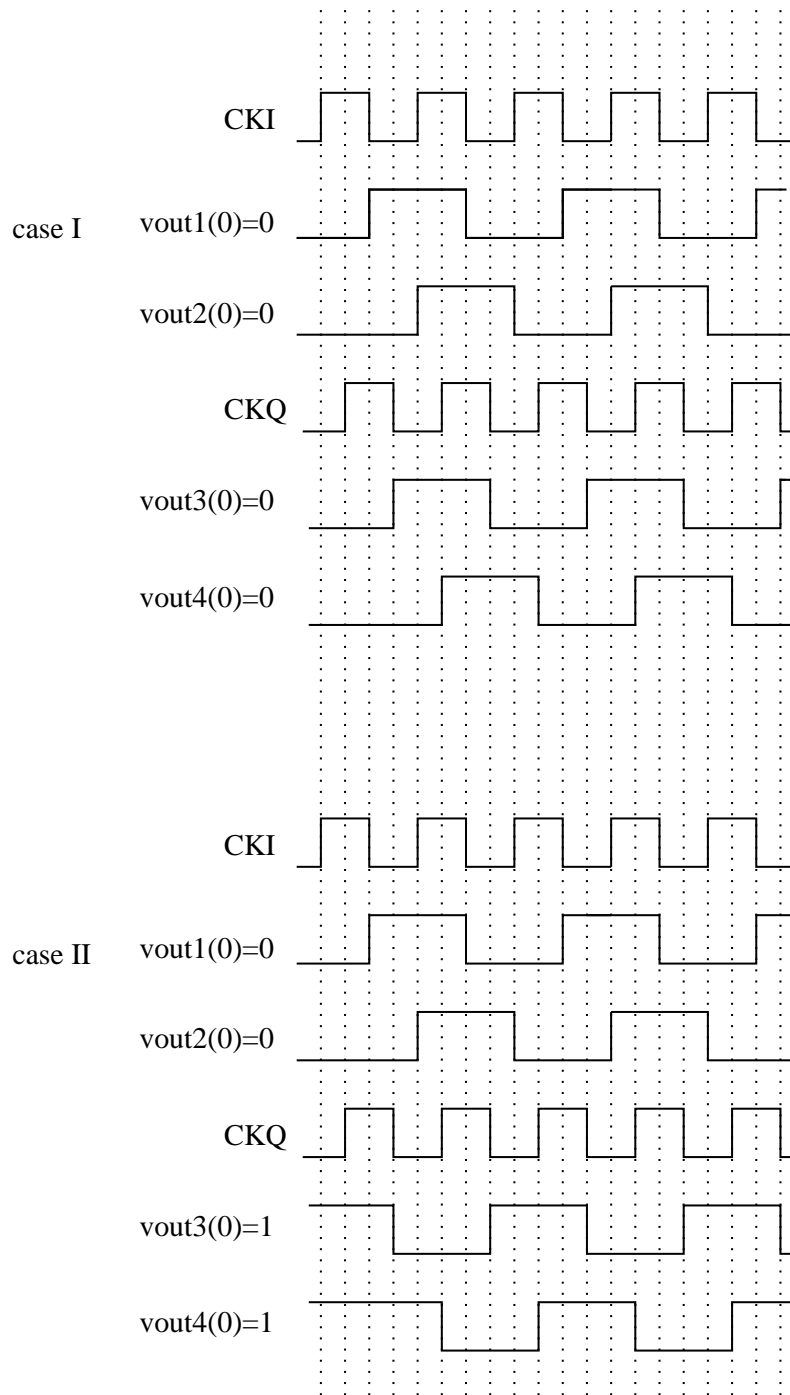 CKI
case I
vout1(0)=0
vout2(0)=0
CKQ
vout3(0)=0
vout4(0)=0
CKI
case II
vout1(0)=0
vout2(0)=0
CKQ
vout3(0)=1
vout4(0)=1